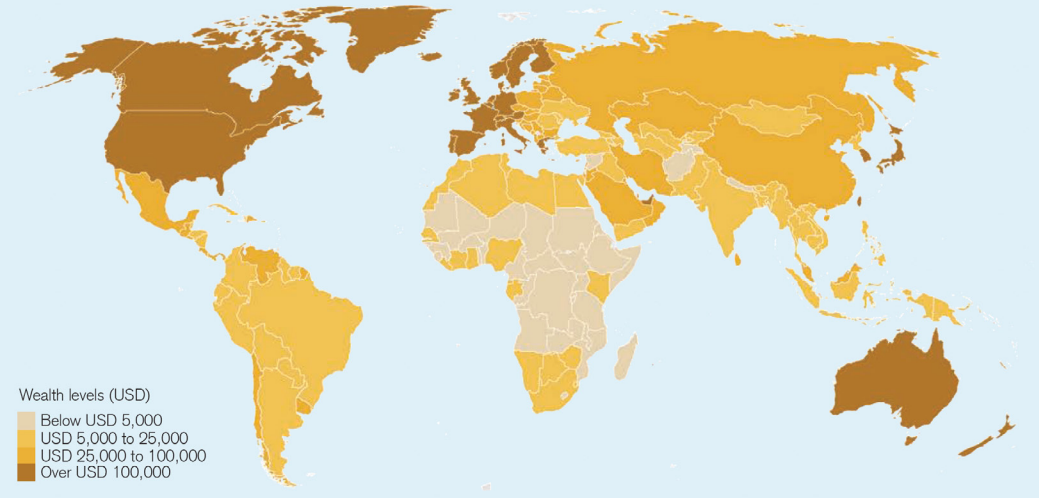 Wealth levels (USD)
Below USD 5,000
USD 5,000 to 25,000
USD 25,000 to 100,000
Over USD 100,000